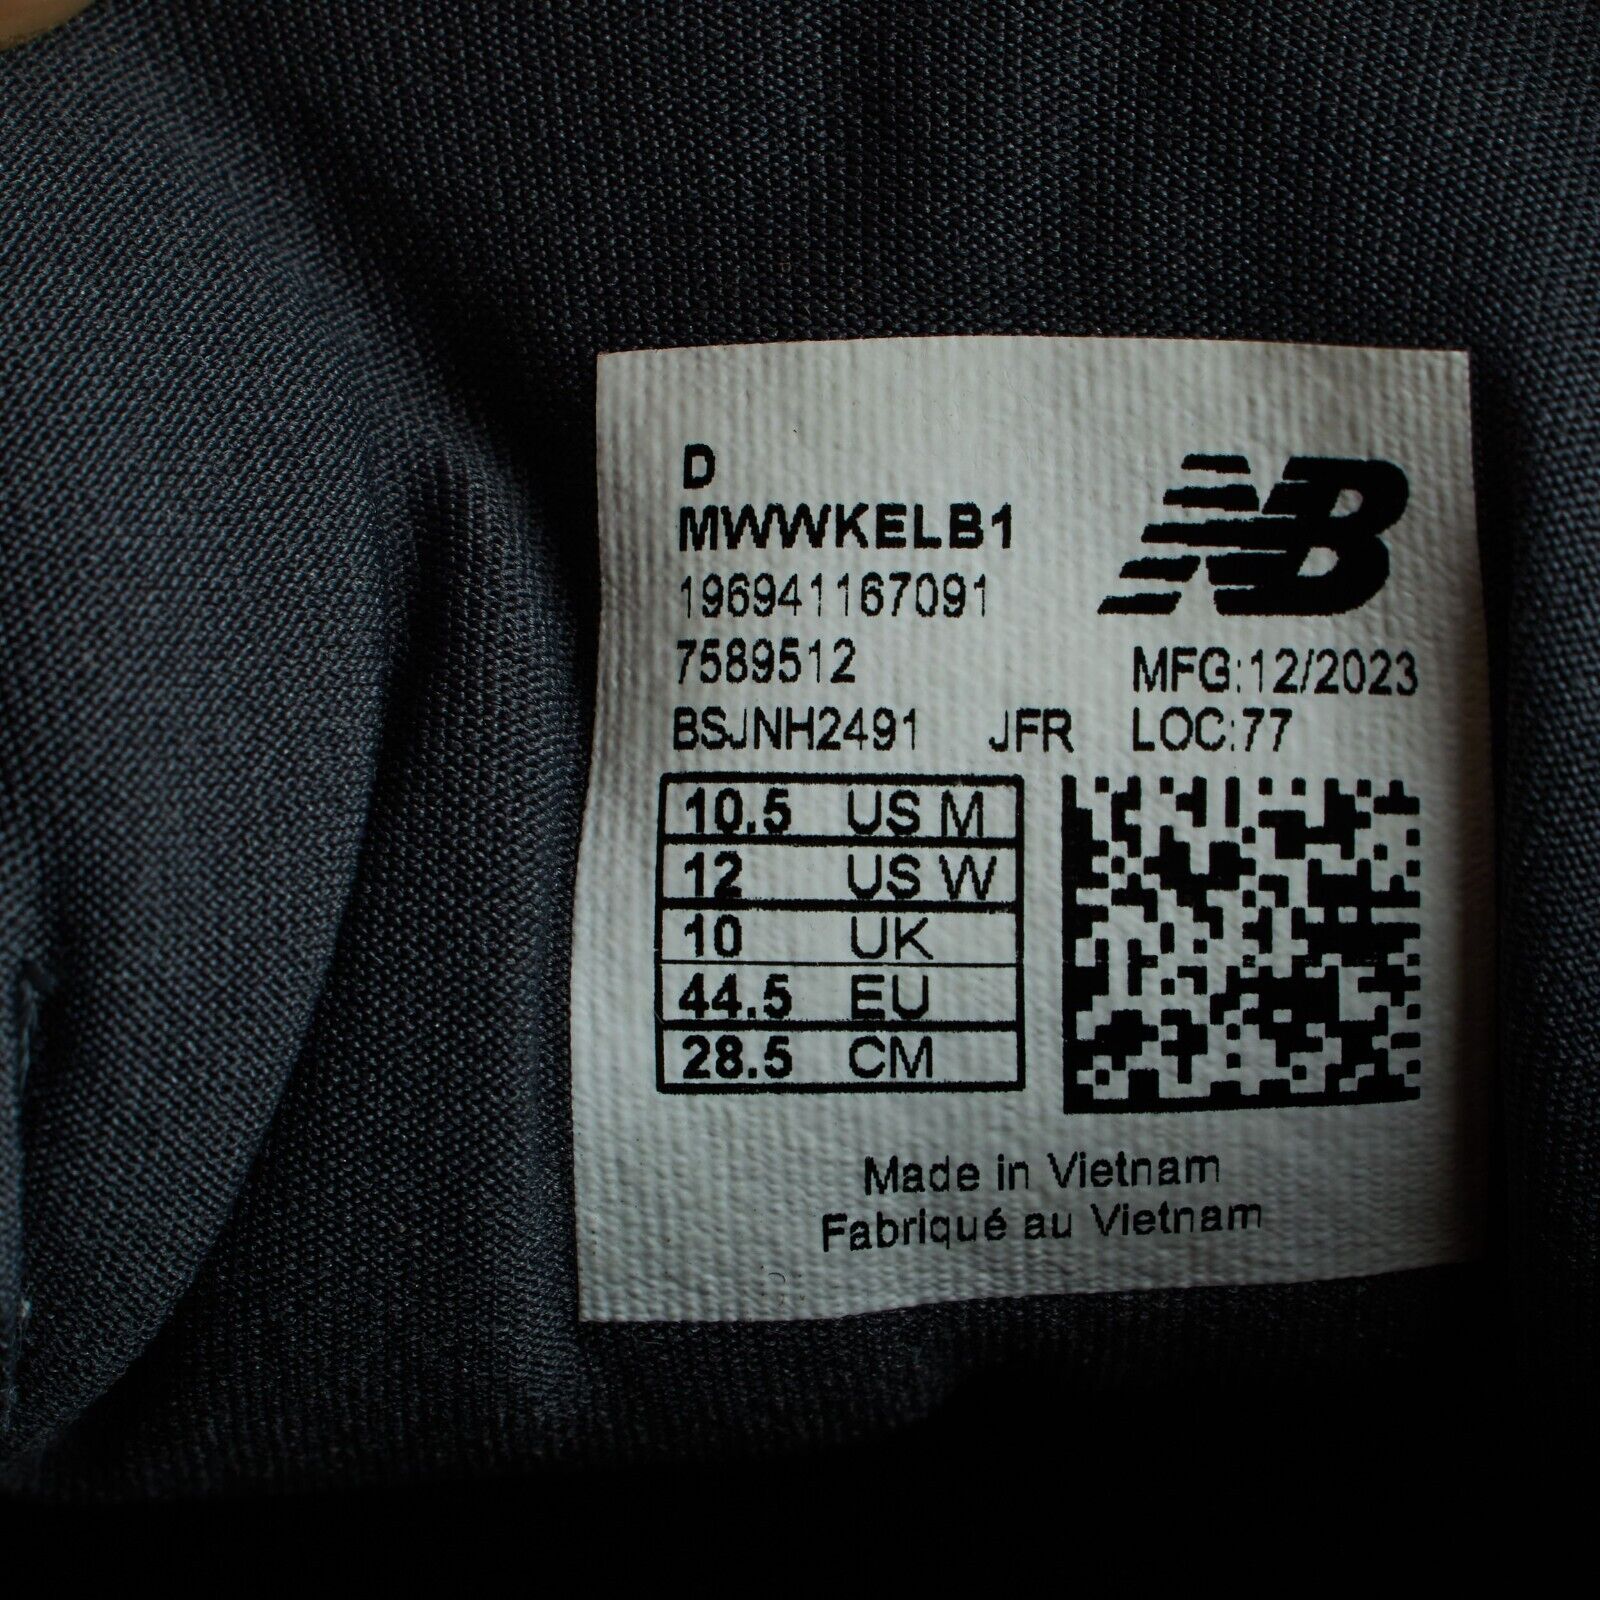 D
MWWKELB1
NB
196941167091
7589512
MFG:12/2023
BSJNH2491 JFR LOC:77
10.5 US M
12 US W
10 UK
44.5 EU
28.5 CM
Made in Vietnam
Fabriqué au Vietnam